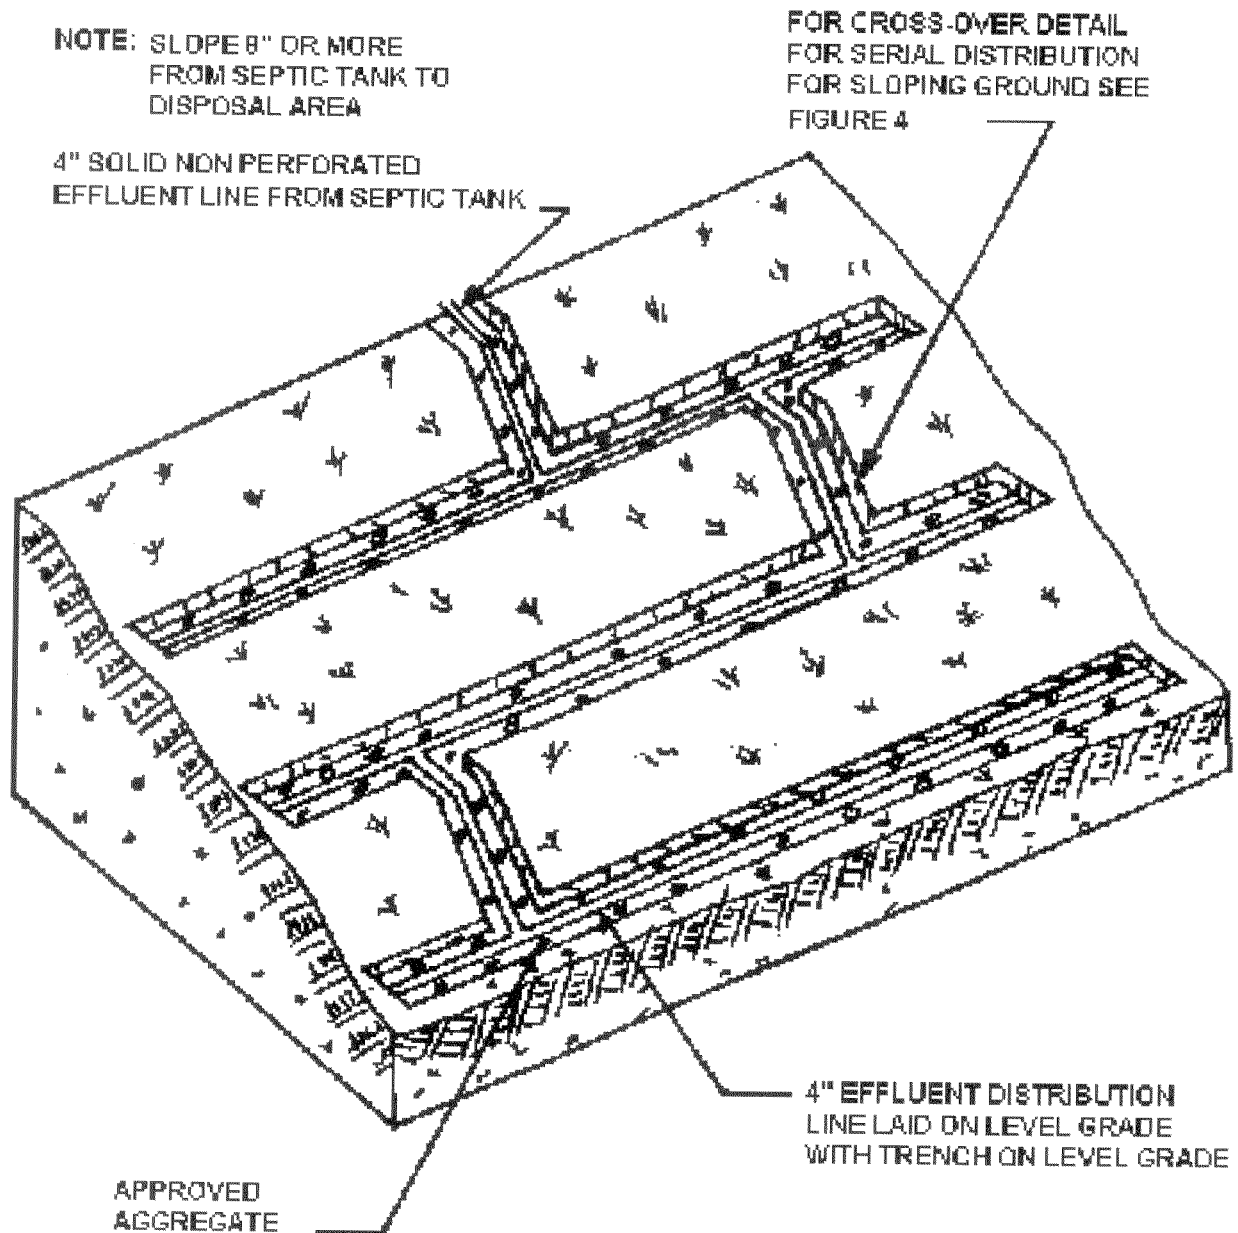 NOTE: SLOPE 8" OR MORE
FROM SEPTIC TANK TO
DISPOSAL AREA
4" SOLID NON PERFORATED
EFFLUENT LINE FROM SEPTIC TANK
FOR CROSS-OVER DETAIL
FOR SERIAL DISTRIBUTION
FOR SLOPING GROUND SEE
FIGURE 4
4" EFFLUENT DISTRIBUTION
LINE LAID ON LEVEL GRADE
WITH TRENCH ON LEVEL GRADE
APPROVED
AGGREGATE